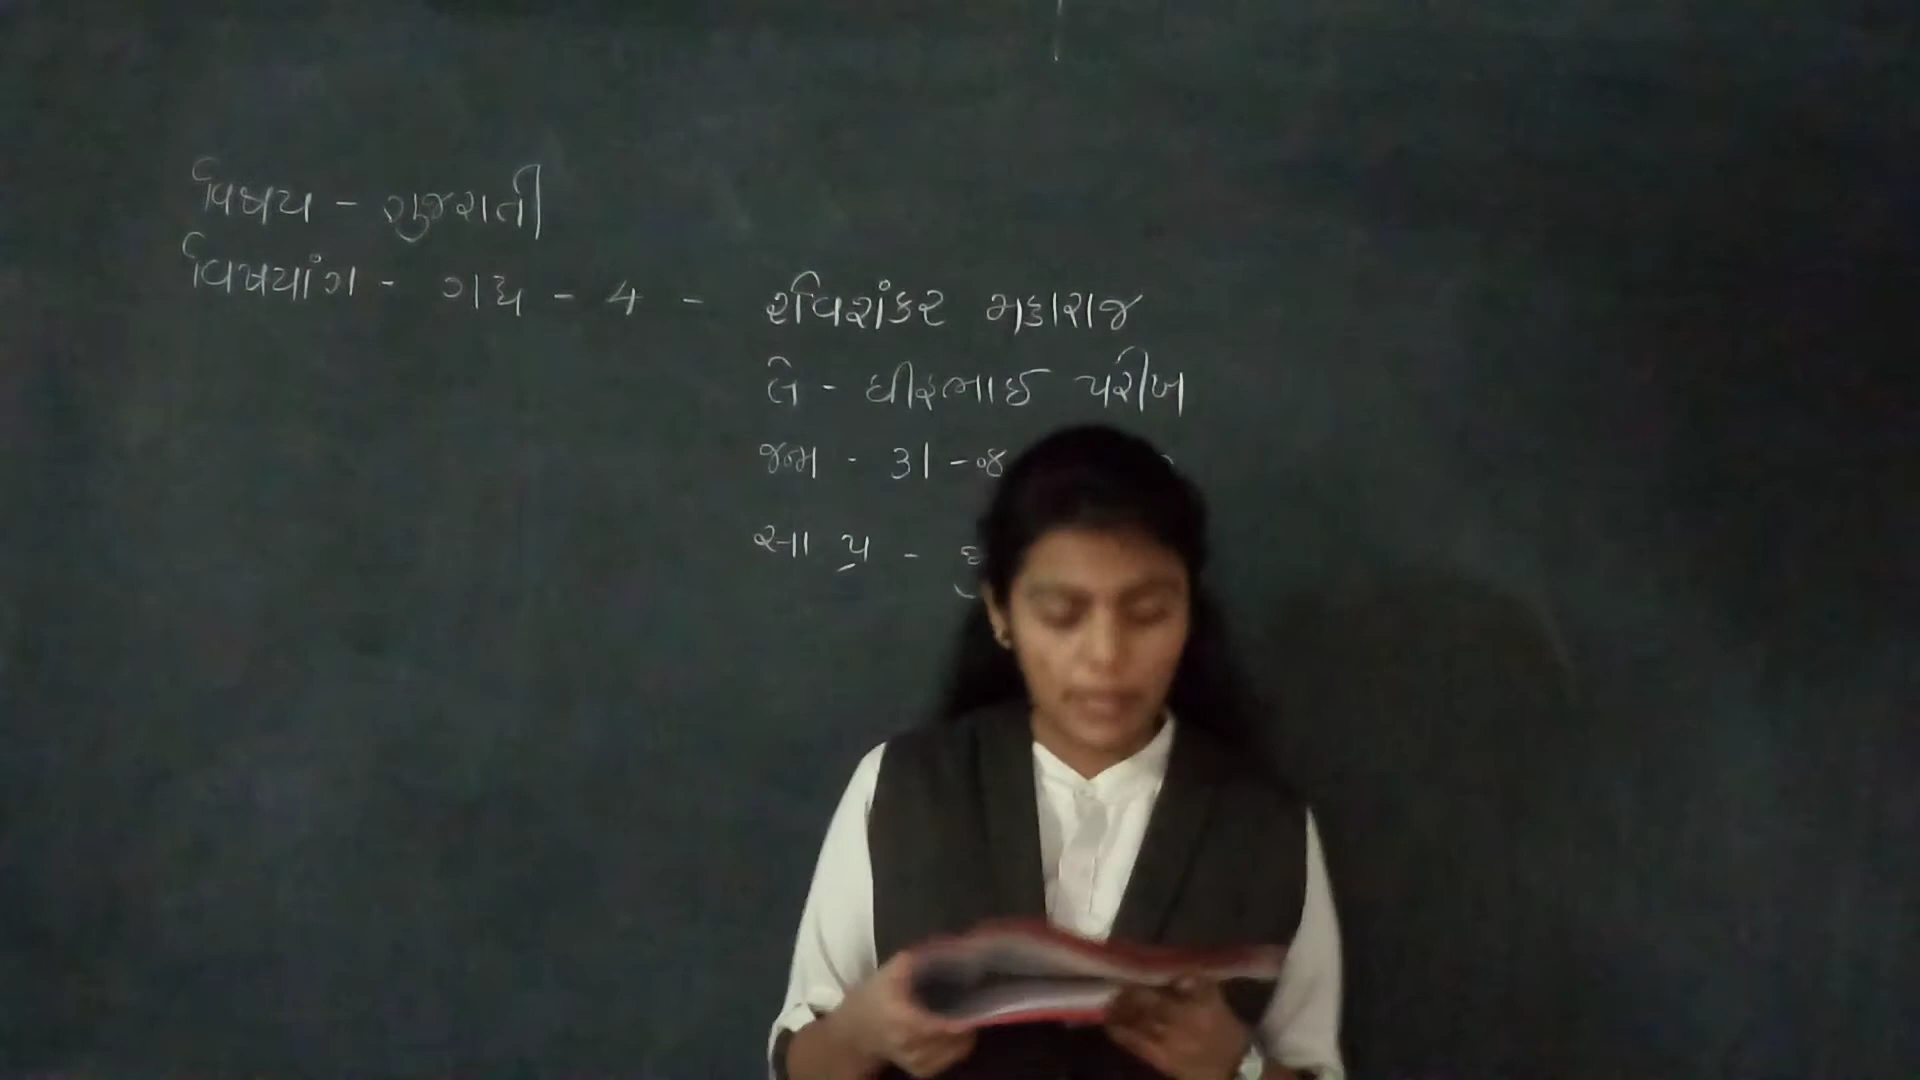 વિષય - ગુજરાતી
વિષયાંગ - ગદ્ય - 4 - રવિશંકર મહારાજ
લે - ધીરુભાઈ પરીખ
જન્મ - 31 -
સા પ્ર -